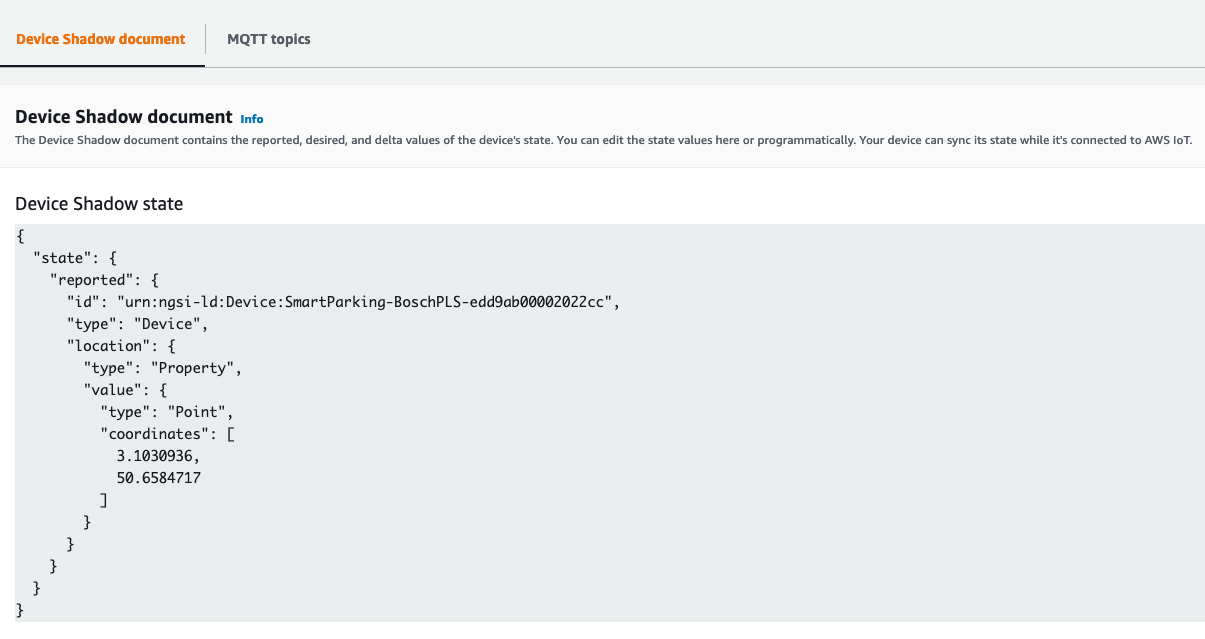 Device Shadow document
MQTT topics
Device Shadow document Info
The Device Shadow document contains the reported, desired, and delta values of the device's state. You can edit the state values here or programmatically. Your device can sync its state while it's connected to AWS IoT.
Device Shadow state
{
  "state": {
    "reported": {
      "id": "urn:ngsi-ld:Device:SmartParking-BoschPLS-edd9ab00002022cc",
      "type": "Device",
      "location": {
        "type": "Property",
        "value": {
          "type": "Point",
          "coordinates": [
            3.1030936,
            50.6584717
          ]
        }
      }
    }
  }
}